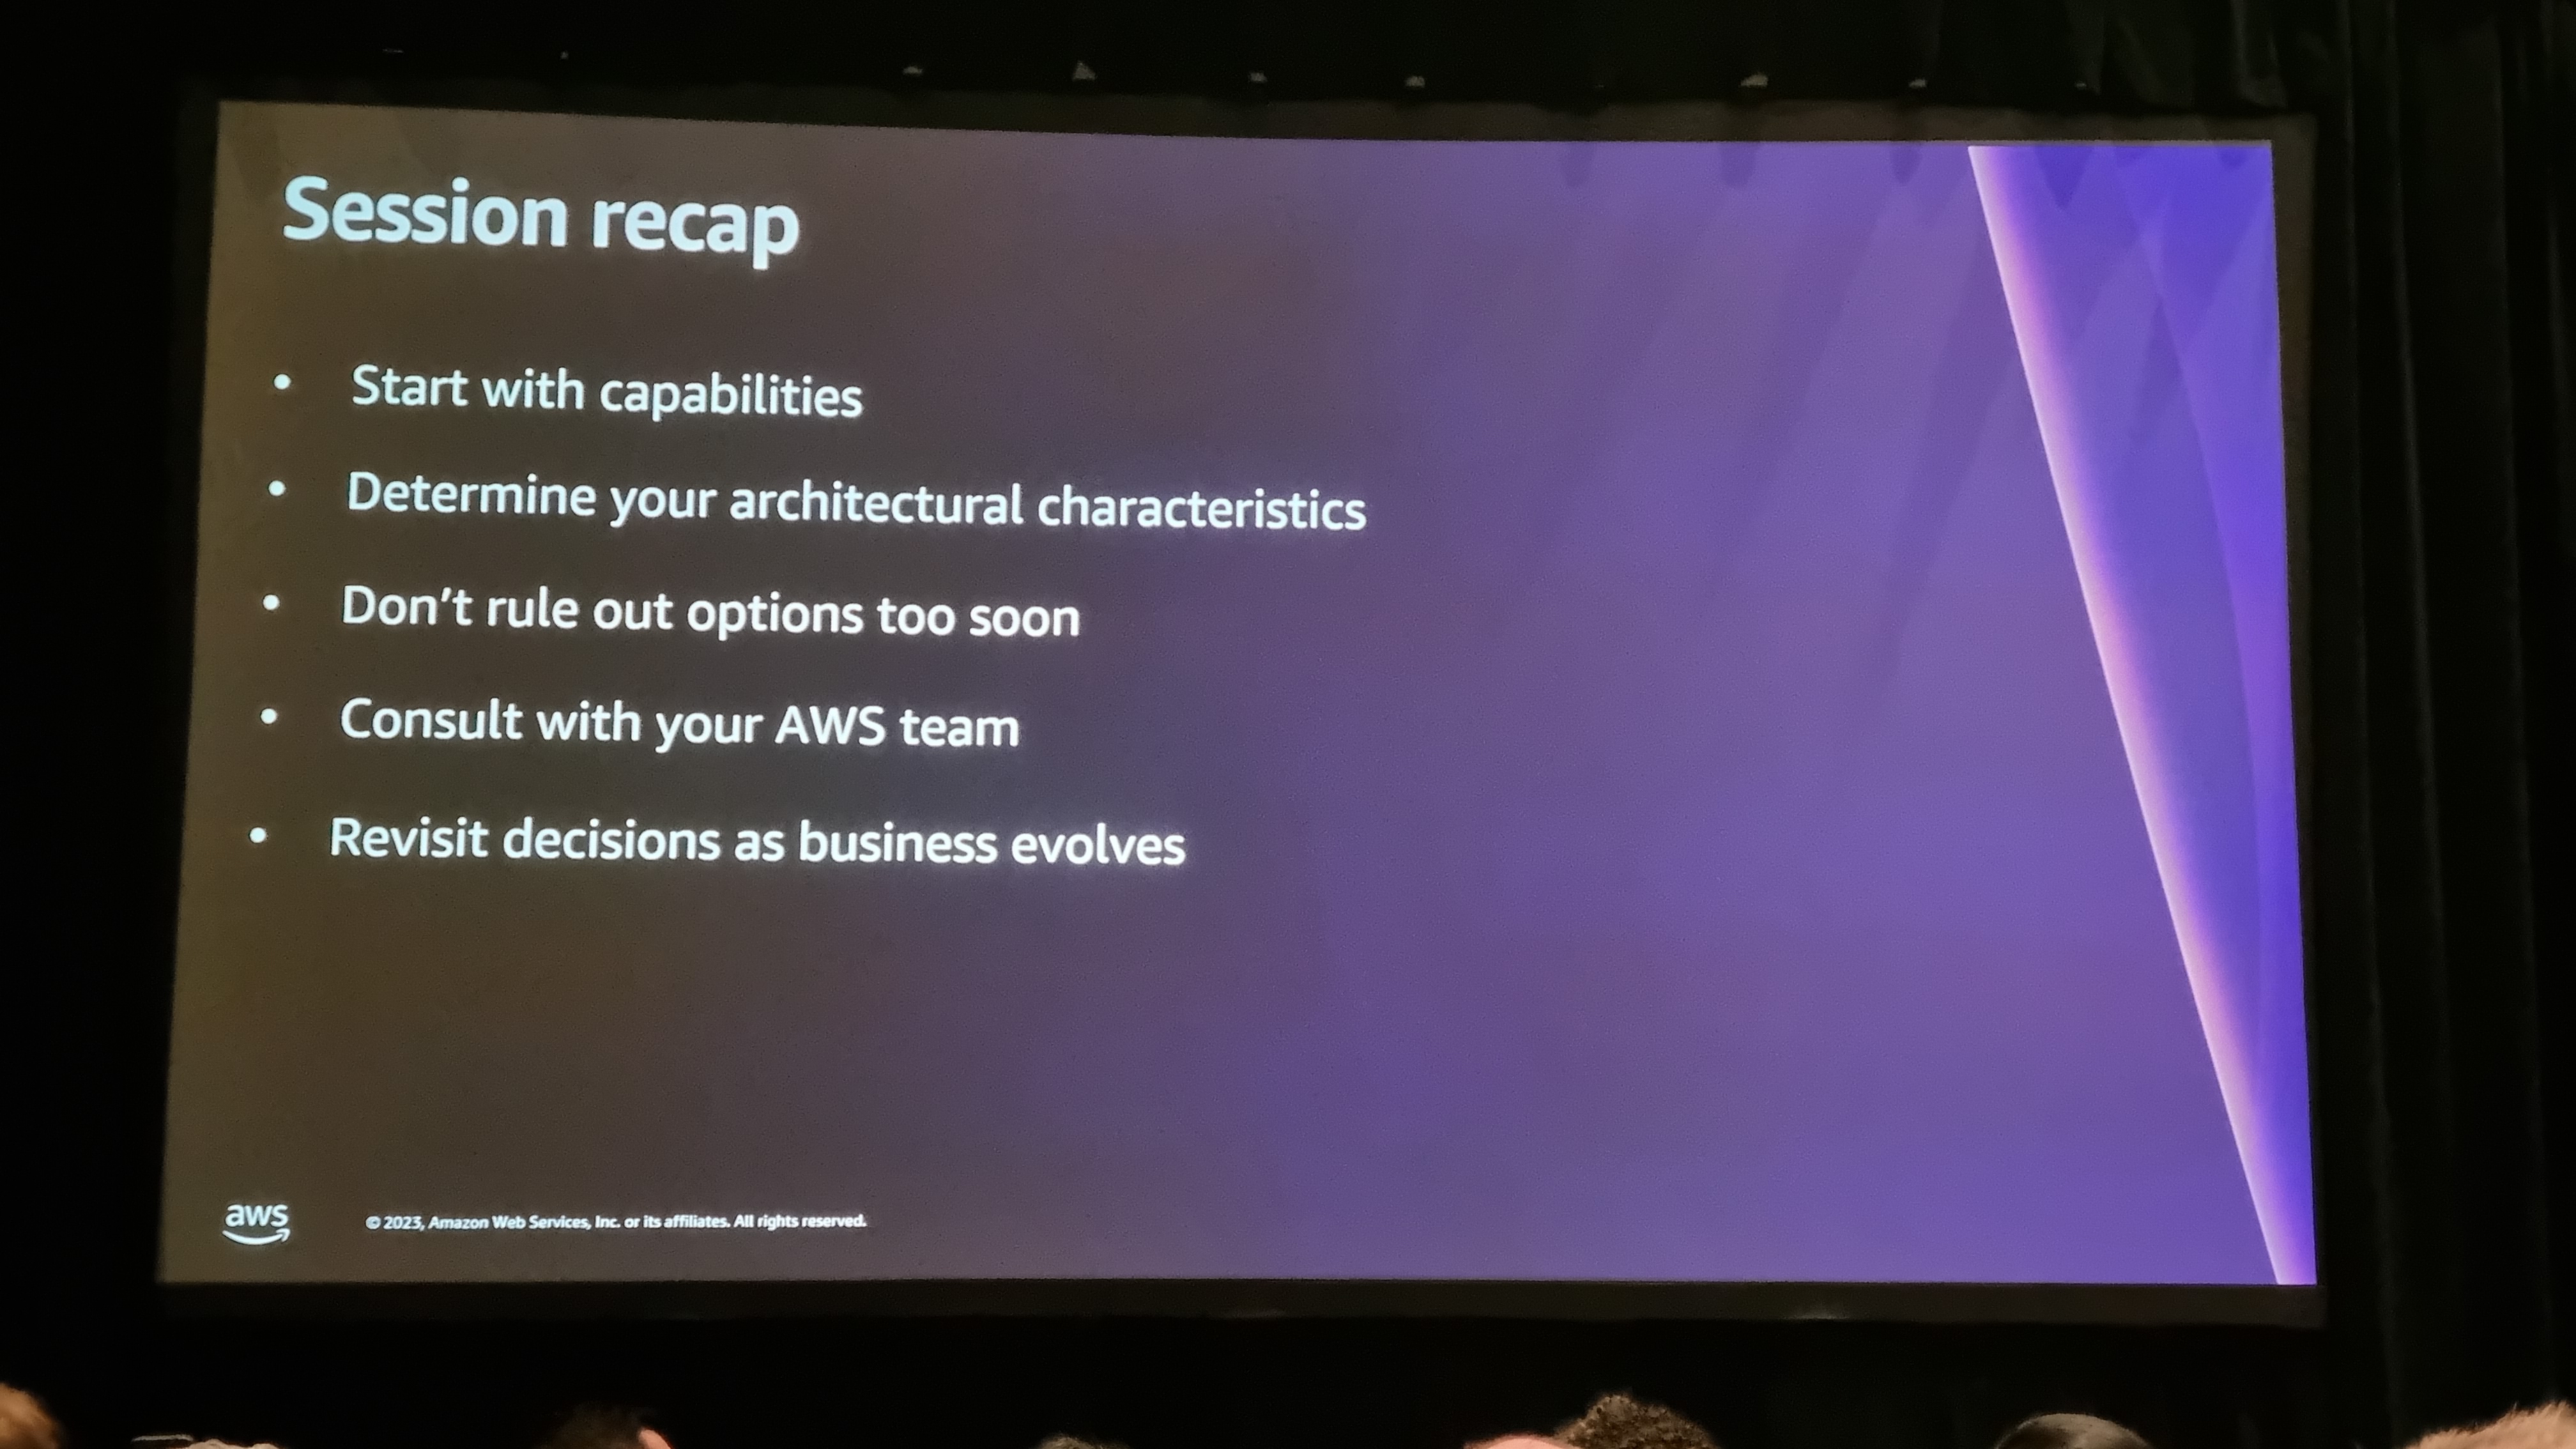 Session recap
• Start with capabilities
• Determine your architectural characteristics
• Don't rule out options too soon
• Consult with your AWS team
• Revisit decisions as business evolves
aws © 2023, Amazon Web Services, Inc. or its affiliates. All rights reserved.